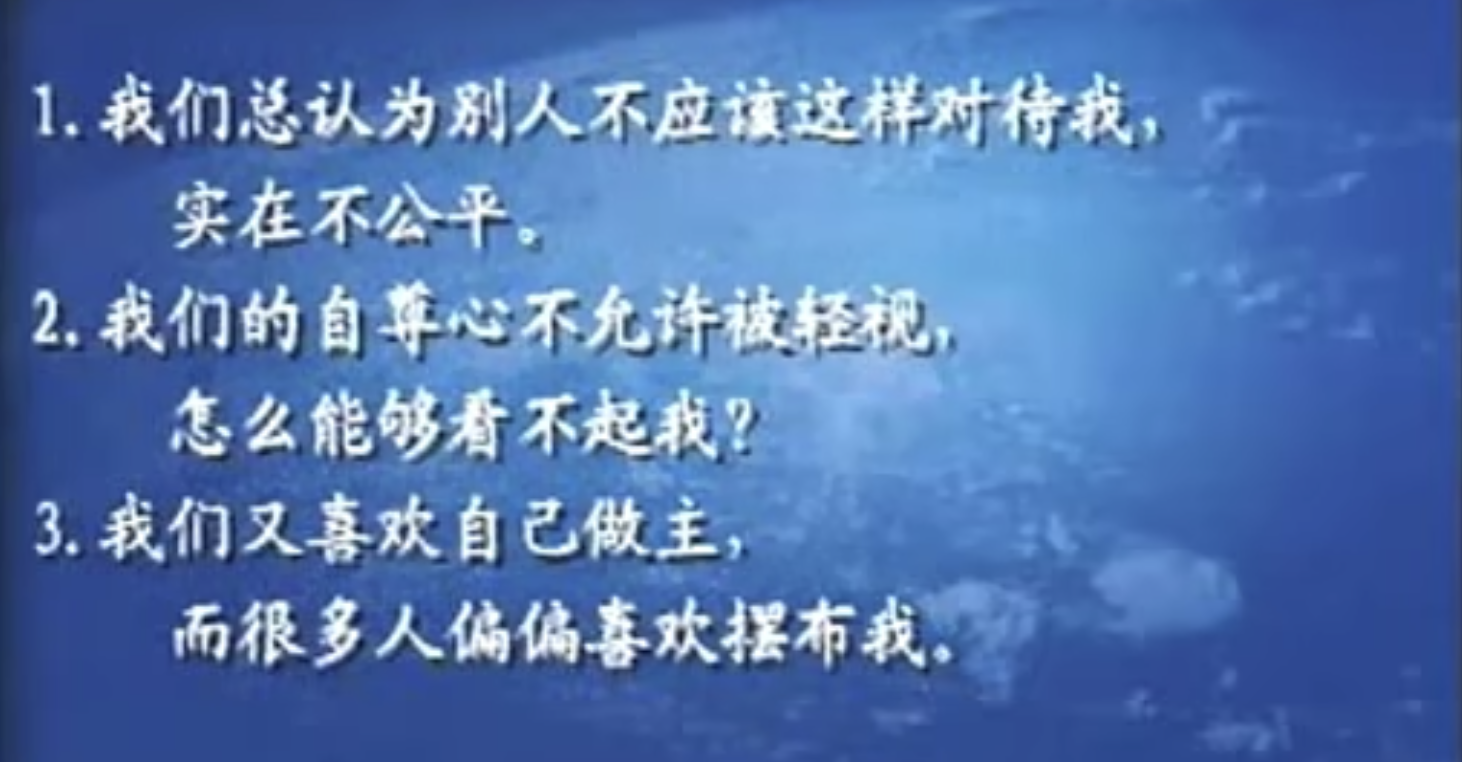 1.我们总认为别人不应该这样对待我，
实在不公平。
2.我们的自尊心不允许被轻视，
怎么能够看不起我？
3.我们又喜欢自己做主，
而很多人偏偏喜欢摆布我。